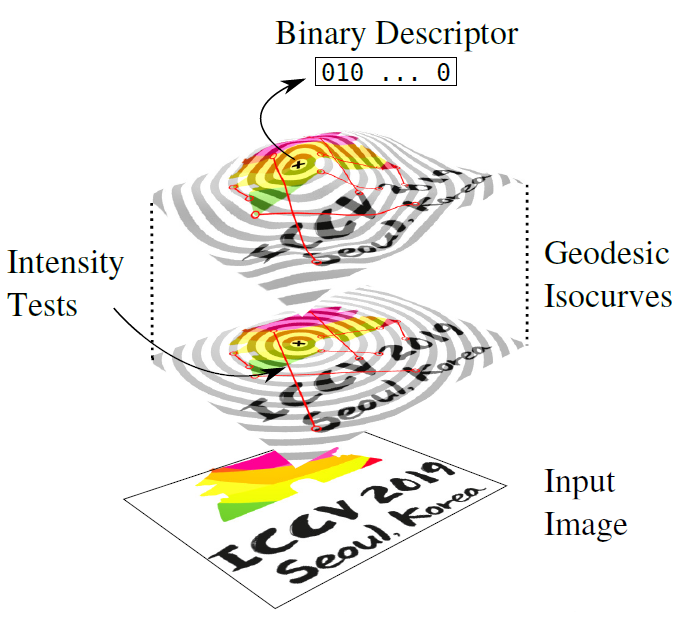 Binary Descriptor
010 ... 0
ICCV 2019
Seoul, Korea
Intensity
Tests
Geodesic
Isocurves
ICCV 2019
Seoul, Korea
ICCV 2019
Seoul, Korea
Input
Image